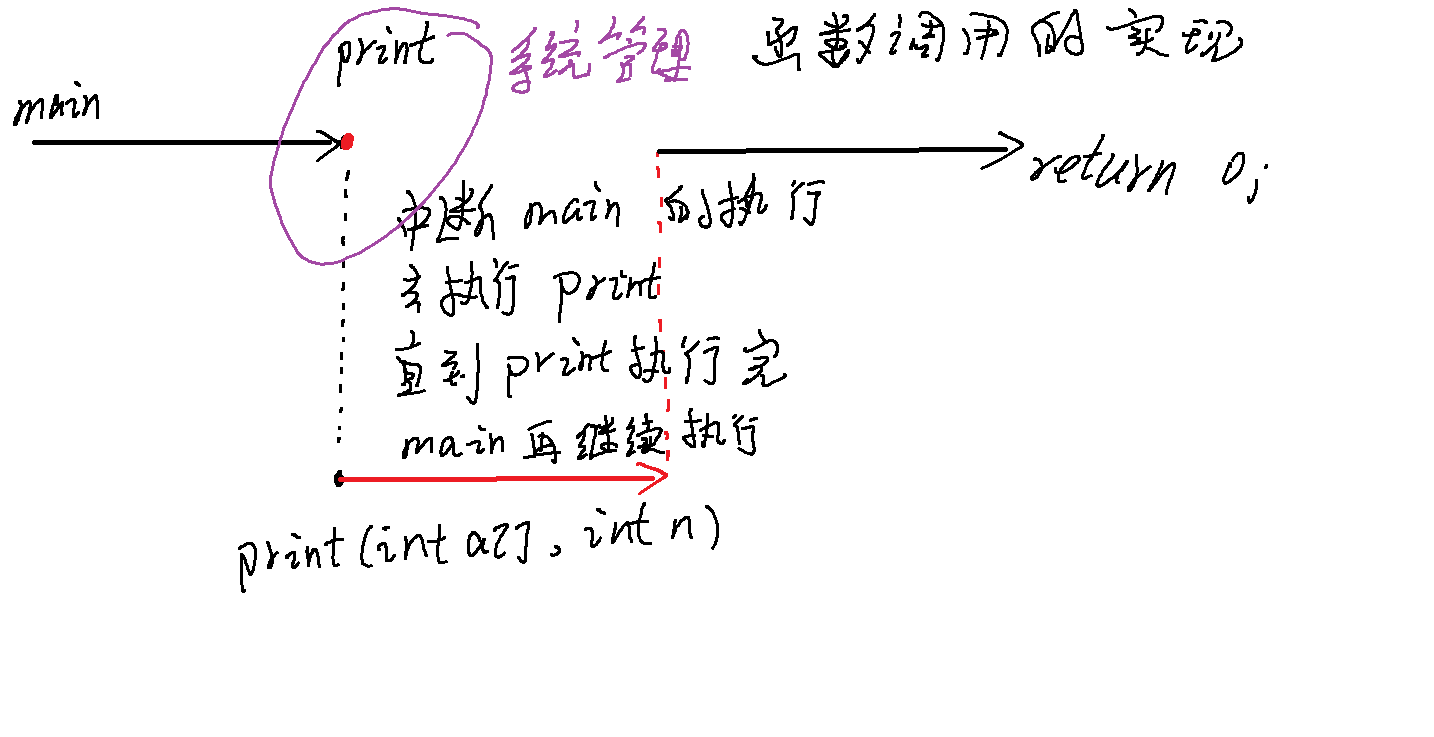 print
系统管理
函数调用的实现
main
return 0;
中断 main 的执行
去执行 print
直到 print 执行完
main 再继续执行
print(int a[], int n)